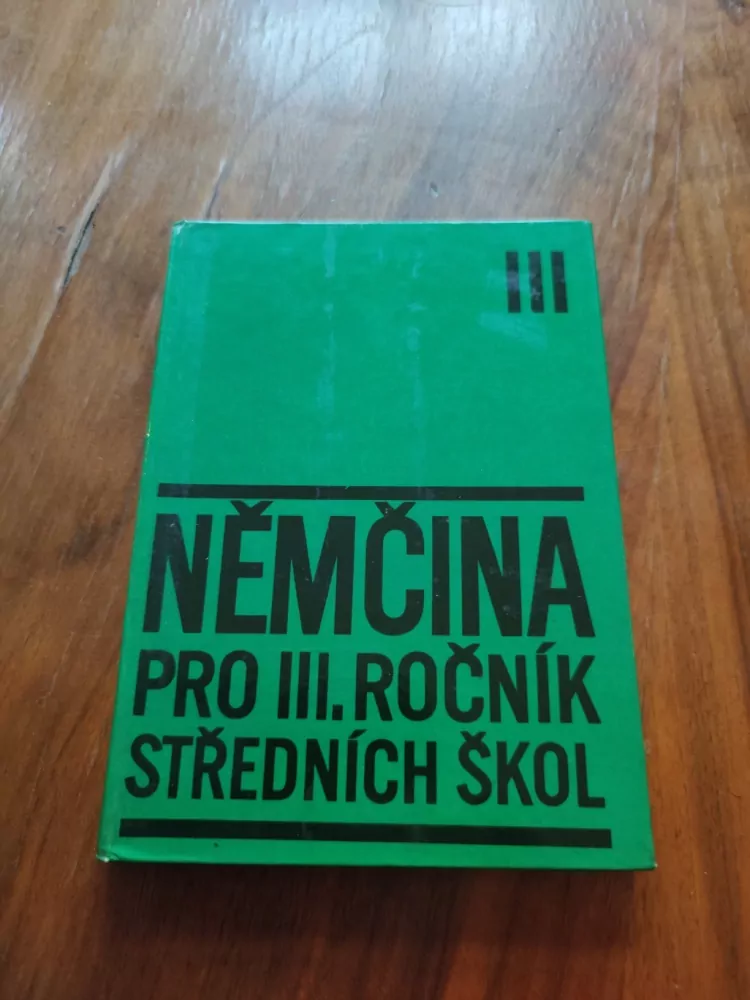 III
NĚMČINA
PRO III. ROČNÍK
STŘEDNÍCH ŠKOL